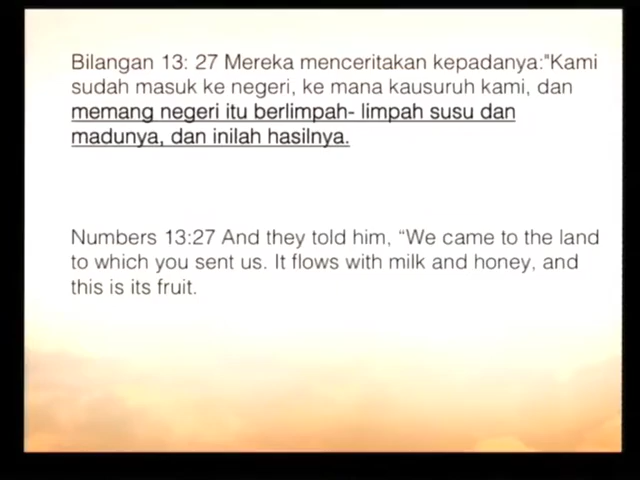 Bilangan 13: 27 Mereka menceritakan kepadanya:"Kami
sudah masuk ke negeri, ke mana kausuruh kami, dan
memang negeri itu berlimpah- limpah susu dan
madunya, dan inilah hasilnya.
Numbers 13:27 And they told him, “We came to the land
to which you sent us. It flows with milk and honey, and
this is its fruit.